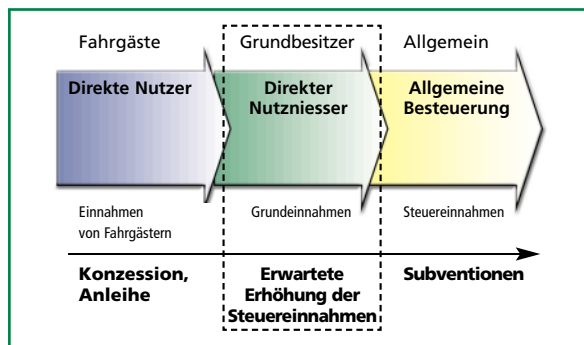 Fahrgäste
Grundbesitzer
Allgemein
Direkte Nutzer
Direkter
Nutzniesser
Allgemeine
Besteuerung
Einnahmen
von Fahrgästern
Grundeinnahmen
Steuereinnahmen
Konzession,
Anleihe
Erwartete
Erhöhung der
Steuereinnahmen
Subventionen